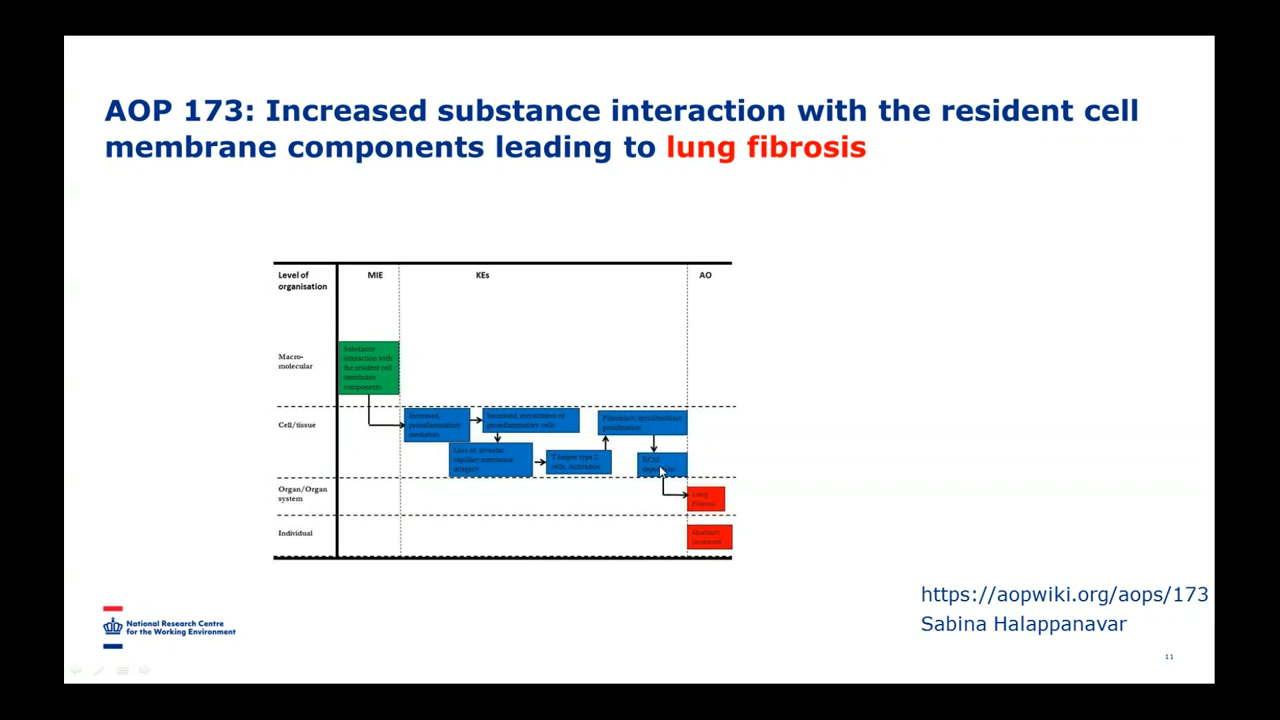 AOP 173: Increased substance interaction with the resident cell
membrane components leading to lung fibrosis
Level of
organisation
MIE
KEs
AO
Macro-
molecular
Substance
interaction with
the resident cell
membrane
components
Cell/tissue
Increased,
proinflammatory
mediators
Increased, recruitment of
proinflammatory cells
Loss of alveolar
capillary membrane
integrity
T-helper type 2
cells, Activation
Fibroblast/myofibroblast
proliferation
ECM
deposition
Organ/Organ
system
Lung
Fibrosis
Individual
increased
National Research Centre
for the Working Environment
https://aopwiki.org/aops/173
Sabina Halappanavar
11